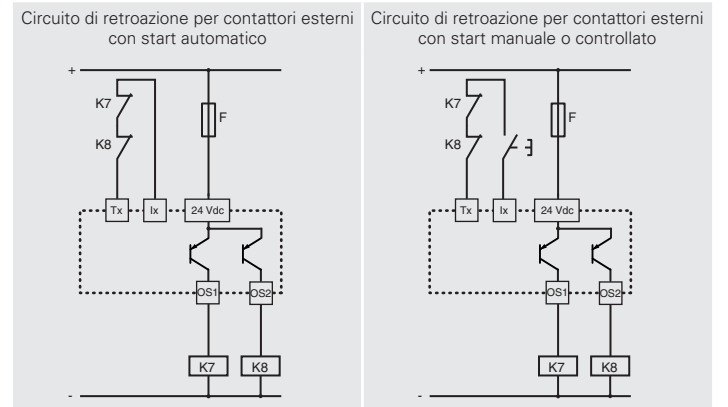 Circuito di retroazione per contattori esterni
con start automatico
+
K7
K8
F
Tx
Ix
24 Vdc
OS1
OS2
K7
K8
-
Circuito di retroazione per contattori esterni
con start manuale o controllato
+
K7
K8
F
Tx
Ix
24 Vdc
OS1
OS2
K7
K8
-